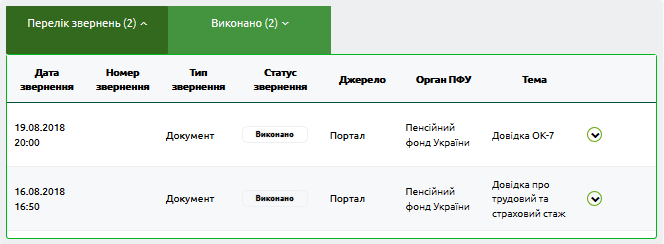 Перелік звернень (2) Виконано (2)
Дата звернення Номер звернення Тип звернення Статус звернення Джерело Орган ПФУ Тема
19.08.2018 20:00 Документ Виконано Портал Пенсійний фонд України Довідка ОК-7
16.08.2018 16:50 Документ Виконано Портал Пенсійний фонд України Довідка про трудовий та страховий стаж